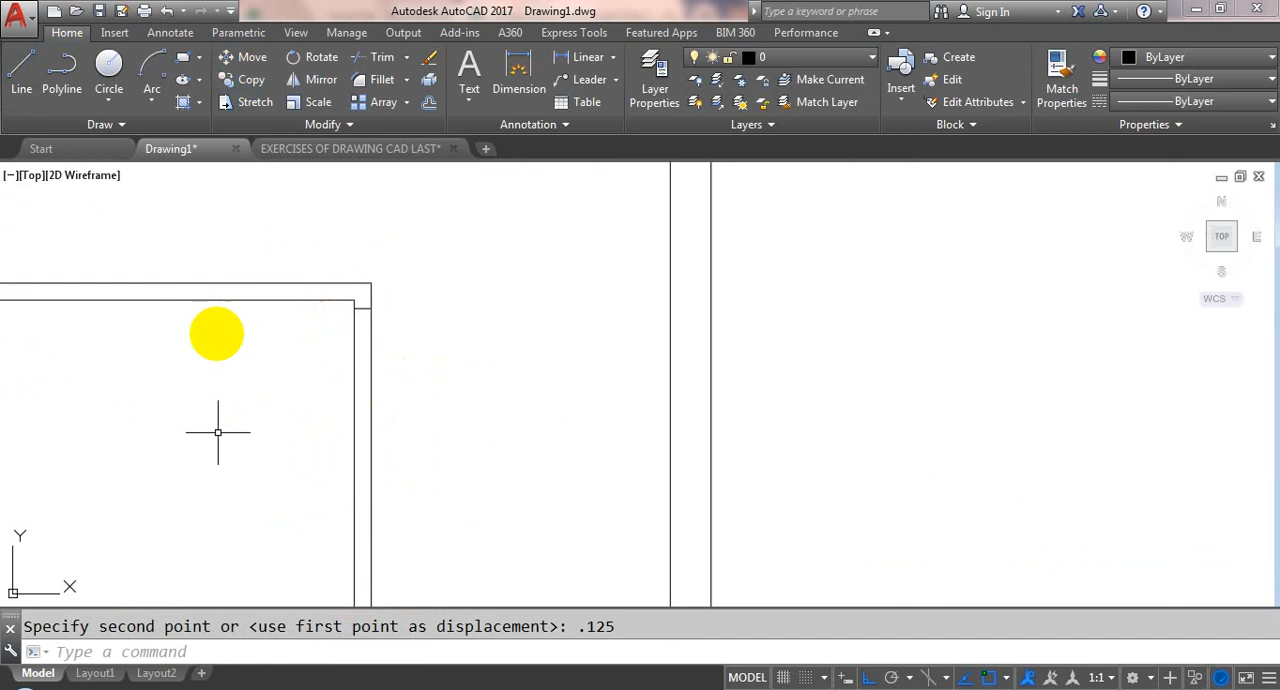 Autodesk AutoCAD 2017 Drawing1.dwg
Type a keyword or phrase
Sign In
Home Insert Annotate Parametric View Manage Output Add-ins A360 Express Tools Featured Apps BIM 360 Performance
Line Polyline Circle Arc
Move Rotate Trim
Copy Mirror Fillet
Stretch Scale Array
Text Dimension
Linear
Leader
Table
Layer Properties
0
Make Current
Match Layer
Insert
Create
Edit
Edit Attributes
Match Properties
ByLayer
ByLayer
ByLayer
Draw Modify Annotation Layers Block Properties
Start Drawing1* EXERCISES OF DRAWING CAD LAST*
[−][Top][2D Wireframe]
N
W TOP E
S
WCS
Y
X
Specify second point or <use first point as displacement>: .125
Type a command
Model Layout1 Layout2
MODEL 1:1